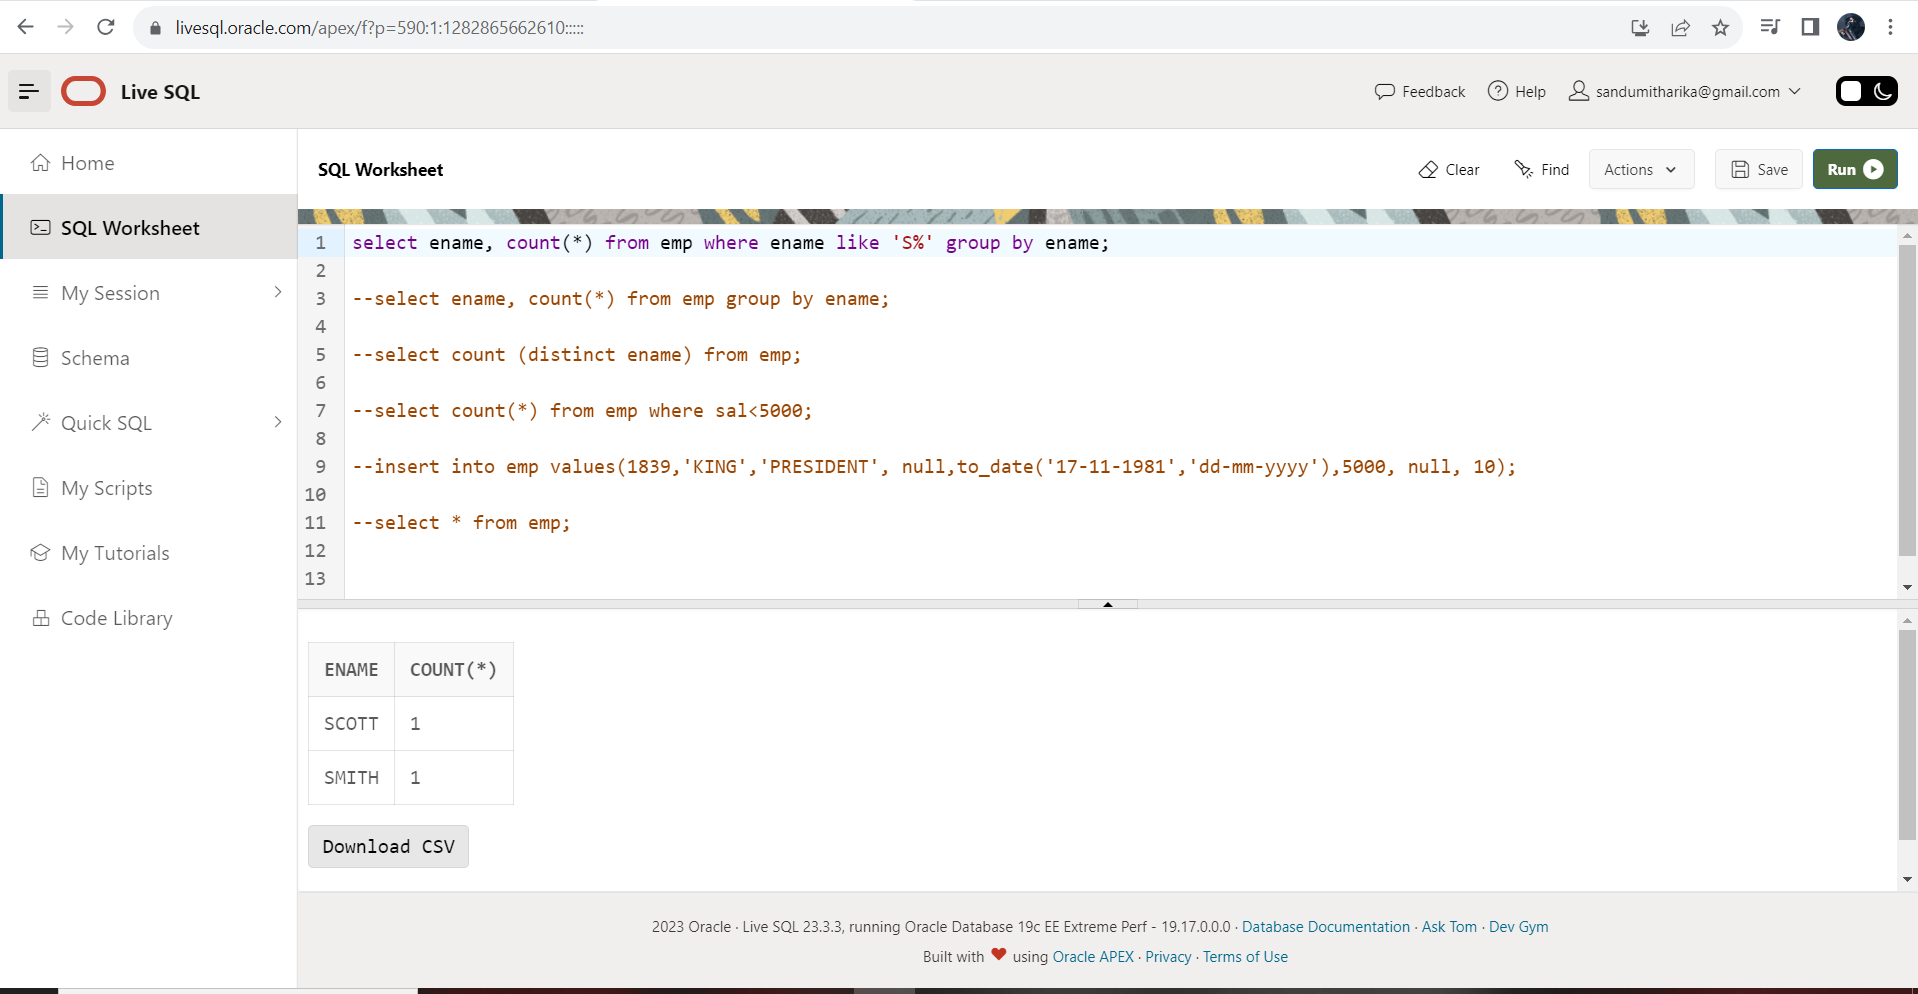 livesql.oracle.com/apex/f?p=590:1:1282865662610:::::
Live SQL
Feedback
Help
sandumitharika@gmail.com
Home
SQL Worksheet
My Session
Schema
Quick SQL
My Scripts
My Tutorials
Code Library
SQL Worksheet
Clear
Find
Actions
Save
Run
1 select ename, count(*) from emp where ename like 'S%' group by ename;
2
3 --select ename, count(*) from emp group by ename;
4
5 --select count (distinct ename) from emp;
6
7 --select count(*) from emp where sal<5000;
8
9 --insert into emp values(1839,'KING','PRESIDENT', null,to_date('17-11-1981','dd-mm-yyyy'),5000, null, 10);
10
11 --select * from emp;
12
13
ENAME COUNT(*)
SCOTT 1
SMITH 1
Download CSV
2023 Oracle · Live SQL 23.3.3, running Oracle Database 19c EE Extreme Perf - 19.17.0.0.0 · Database Documentation · Ask Tom · Dev Gym
Built with ❤ using Oracle APEX · Privacy · Terms of Use